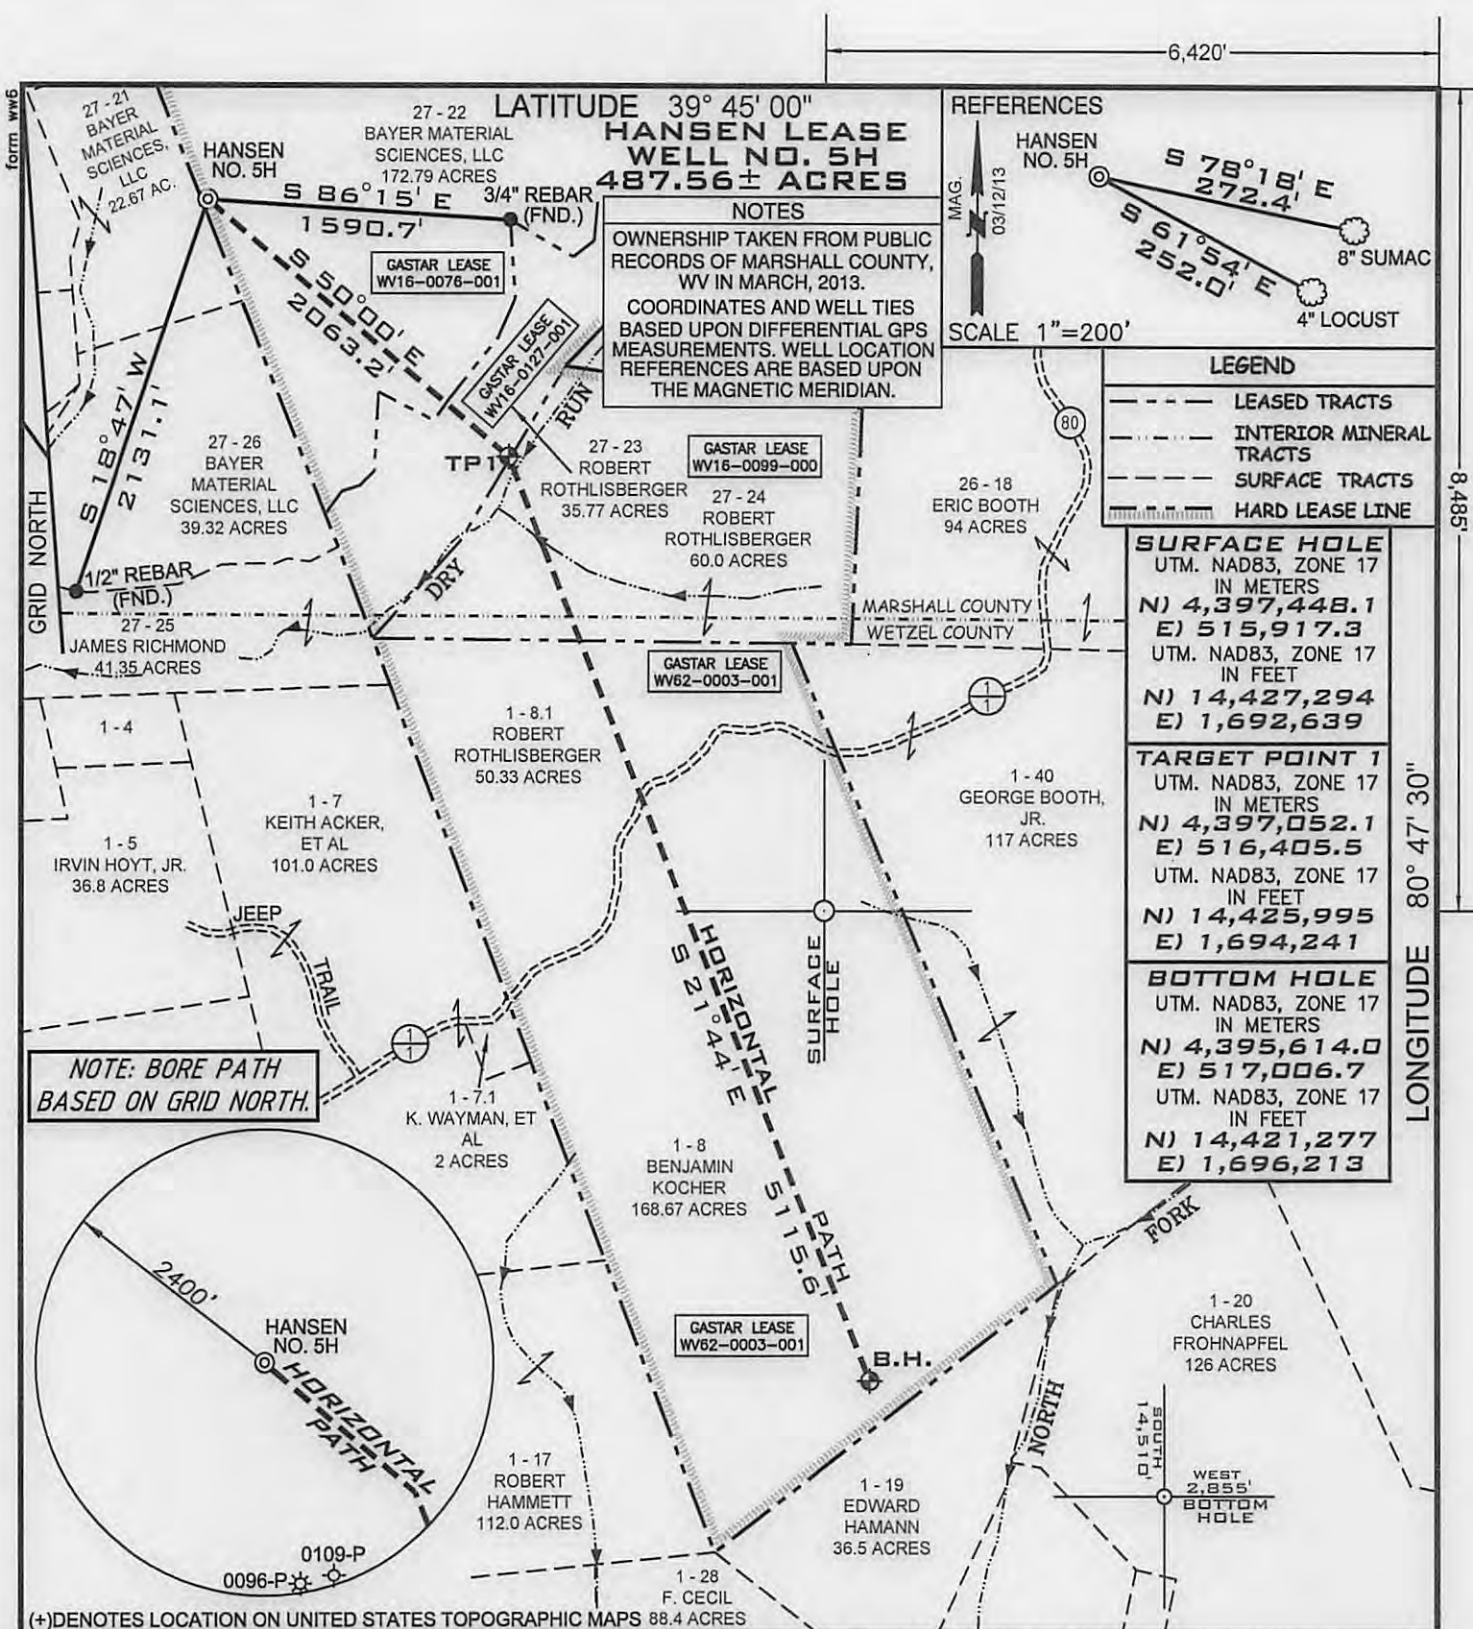 6,420'
form ww6
LATITUDE 39° 45' 00"
HANSEN LEASE
WELL NO. 5H
487.56± ACRES
27 - 21
BAYER
MATERIAL
SCIENCES,
LLC
22.67 AC.
HANSEN
NO. 5H
27 - 22
BAYER MATERIAL
SCIENCES, LLC
172.79 ACRES
S 86°15' E
1590.7'
3/4" REBAR
(FND.)
GASTAR LEASE
WV16-0076-001
NOTES
OWNERSHIP TAKEN FROM PUBLIC
RECORDS OF MARSHALL COUNTY,
WV IN MARCH, 2013.
COORDINATES AND WELL TIES
BASED UPON DIFFERENTIAL GPS
MEASUREMENTS. WELL LOCATION
REFERENCES ARE BASED UPON
THE MAGNETIC MERIDIAN.
REFERENCES
HANSEN
NO. 5H
MAG.
03/12/13
S 78°18' E
272.4'
8" SUMAC
S 61°54' E
252.0'
4" LOCUST
SCALE 1"=200'
LEGEND
LEASED TRACTS
INTERIOR MINERAL
TRACTS
SURFACE TRACTS
HARD LEASE LINE
8,485'
S 50°00' E
2063.2'
S 18°47' W
2131.1'
GASTAR LEASE
WV16-0127-001
RUN
TP1
27 - 26
BAYER
MATERIAL
SCIENCES, LLC
39.32 ACRES
27 - 23
ROBERT
ROTHLISBERGER
35.77 ACRES
GASTAR LEASE
WV16-0099-000
27 - 24
ROBERT
ROTHLISBERGER
60.0 ACRES
80
26 - 18
ERIC BOOTH
94 ACRES
GRID NORTH
1/2" REBAR
(FND.)
DRY
27 - 25
JAMES RICHMOND
41.35 ACRES
MARSHALL COUNTY
WETZEL COUNTY
GASTAR LEASE
WV62-0003-001
1
1
SURFACE HOLE
UTM. NAD83, ZONE 17
IN METERS
N) 4,397,448.1
E) 515,917.3
UTM. NAD83, ZONE 17
IN FEET
N) 14,427,294
E) 1,692,639
TARGET POINT 1
UTM. NAD83, ZONE 17
IN METERS
N) 4,397,052.1
E) 516,405.5
UTM. NAD83, ZONE 17
IN FEET
N) 14,425,995
E) 1,694,241
BOTTOM HOLE
UTM. NAD83, ZONE 17
IN METERS
N) 4,395,614.0
E) 517,006.7
UTM. NAD83, ZONE 17
IN FEET
N) 14,421,277
E) 1,696,213
LONGITUDE 80° 47' 30"
1 - 4
1 - 8.1
ROBERT
ROTHLISBERGER
50.33 ACRES
1 - 7
KEITH ACKER,
ET AL
101.0 ACRES
1 - 5
IRVIN HOYT, JR.
36.8 ACRES
1 - 40
GEORGE BOOTH,
JR.
117 ACRES
JEEP
TRAIL
SURFACE
HOLE
HORIZONTAL
PATH
S 21°44' E
5115.6'
1
1
NOTE: BORE PATH
BASED ON GRID NORTH.
1 - 7.1
K. WAYMAN, ET
AL
2 ACRES
1 - 8
BENJAMIN
KOCHER
168.67 ACRES
FORK
2400'
HANSEN
NO. 5H
HORIZONTAL
PATH
GASTAR LEASE
WV62-0003-001
B.H.
1 - 20
CHARLES
FROHNAPFEL
126 ACRES
NORTH
SOUTH
14,510'
WEST
2,855'
BOTTOM
HOLE
1 - 17
ROBERT
HAMMETT
112.0 ACRES
1 - 19
EDWARD
HAMANN
36.5 ACRES
0109-P
0096-P
1 - 28
F. CECIL
88.4 ACRES
(+)DENOTES LOCATION ON UNITED STATES TOPOGRAPHIC MAPS